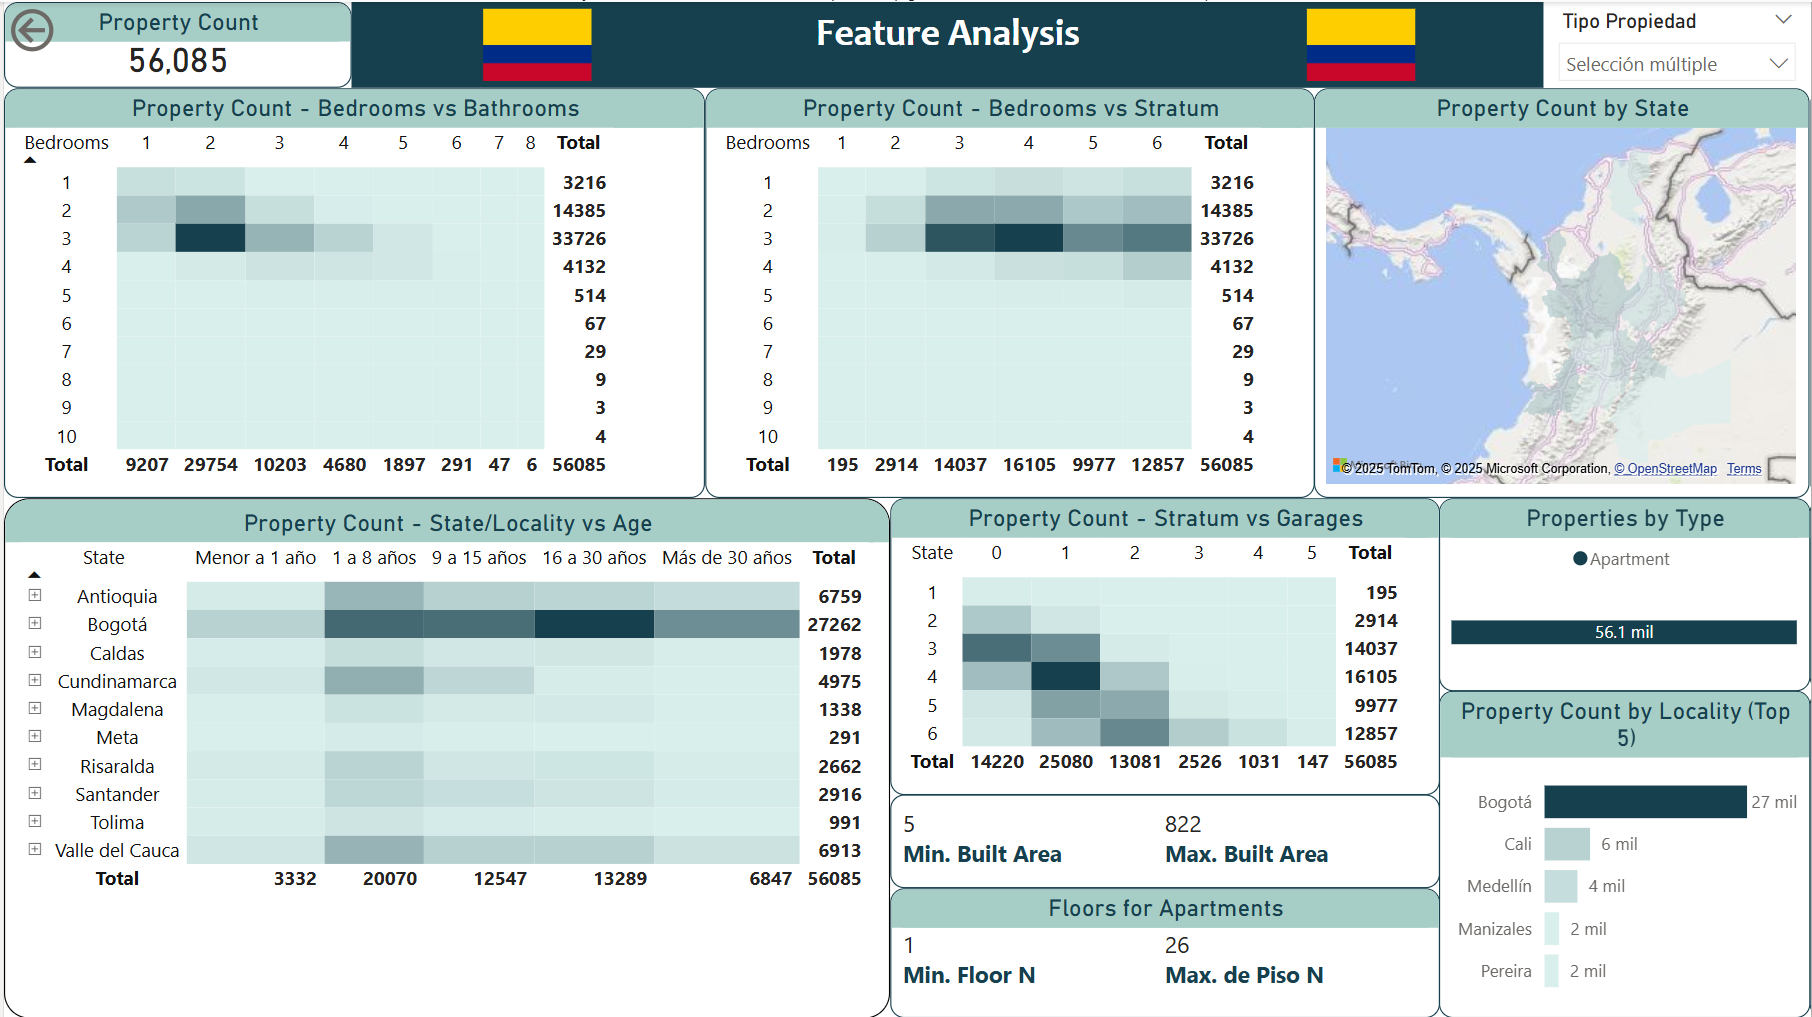 Property Count
56,085
Feature Analysis
Tipo Propiedad
Selección múltiple
Property Count - Bedrooms vs Bathrooms
Bedrooms 1 2 3 4 5 6 7 8 Total
1 3216
2 14385
3 33726
4 4132
5 514
6 67
7 29
8 9
9 3
10 4
Total 9207 29754 10203 4680 1897 291 47 6 56085
Property Count - Bedrooms vs Stratum
Bedrooms 1 2 3 4 5 6 Total
1 3216
2 14385
3 33726
4 4132
5 514
6 67
7 29
8 9
9 3
10 4
Total 195 2914 14037 16105 9977 12857 56085
Property Count by State
© 2025 TomTom, © 2025 Microsoft Corporation, © OpenStreetMap Terms
Property Count - State/Locality vs Age
State Menor a 1 año 1 a 8 años 9 a 15 años 16 a 30 años Más de 30 años Total
Antioquia 6759
Bogotá 27262
Caldas 1978
Cundinamarca 4975
Magdalena 1338
Meta 291
Risaralda 2662
Santander 2916
Tolima 991
Valle del Cauca 6913
Total 3332 20070 12547 13289 6847 56085
Property Count - Stratum vs Garages
State 0 1 2 3 4 5 Total
1 195
2 2914
3 14037
4 16105
5 9977
6 12857
Total 14220 25080 13081 2526 1031 147 56085
5 822
Min. Built Area Max. Built Area
Floors for Apartments
1 26
Min. Floor N Max. de Piso N
Properties by Type
Apartment
56.1 mil
Property Count by Locality (Top
5)
Bogotá 27 mil
Cali 6 mil
Medellín 4 mil
Manizales 2 mil
Pereira 2 mil